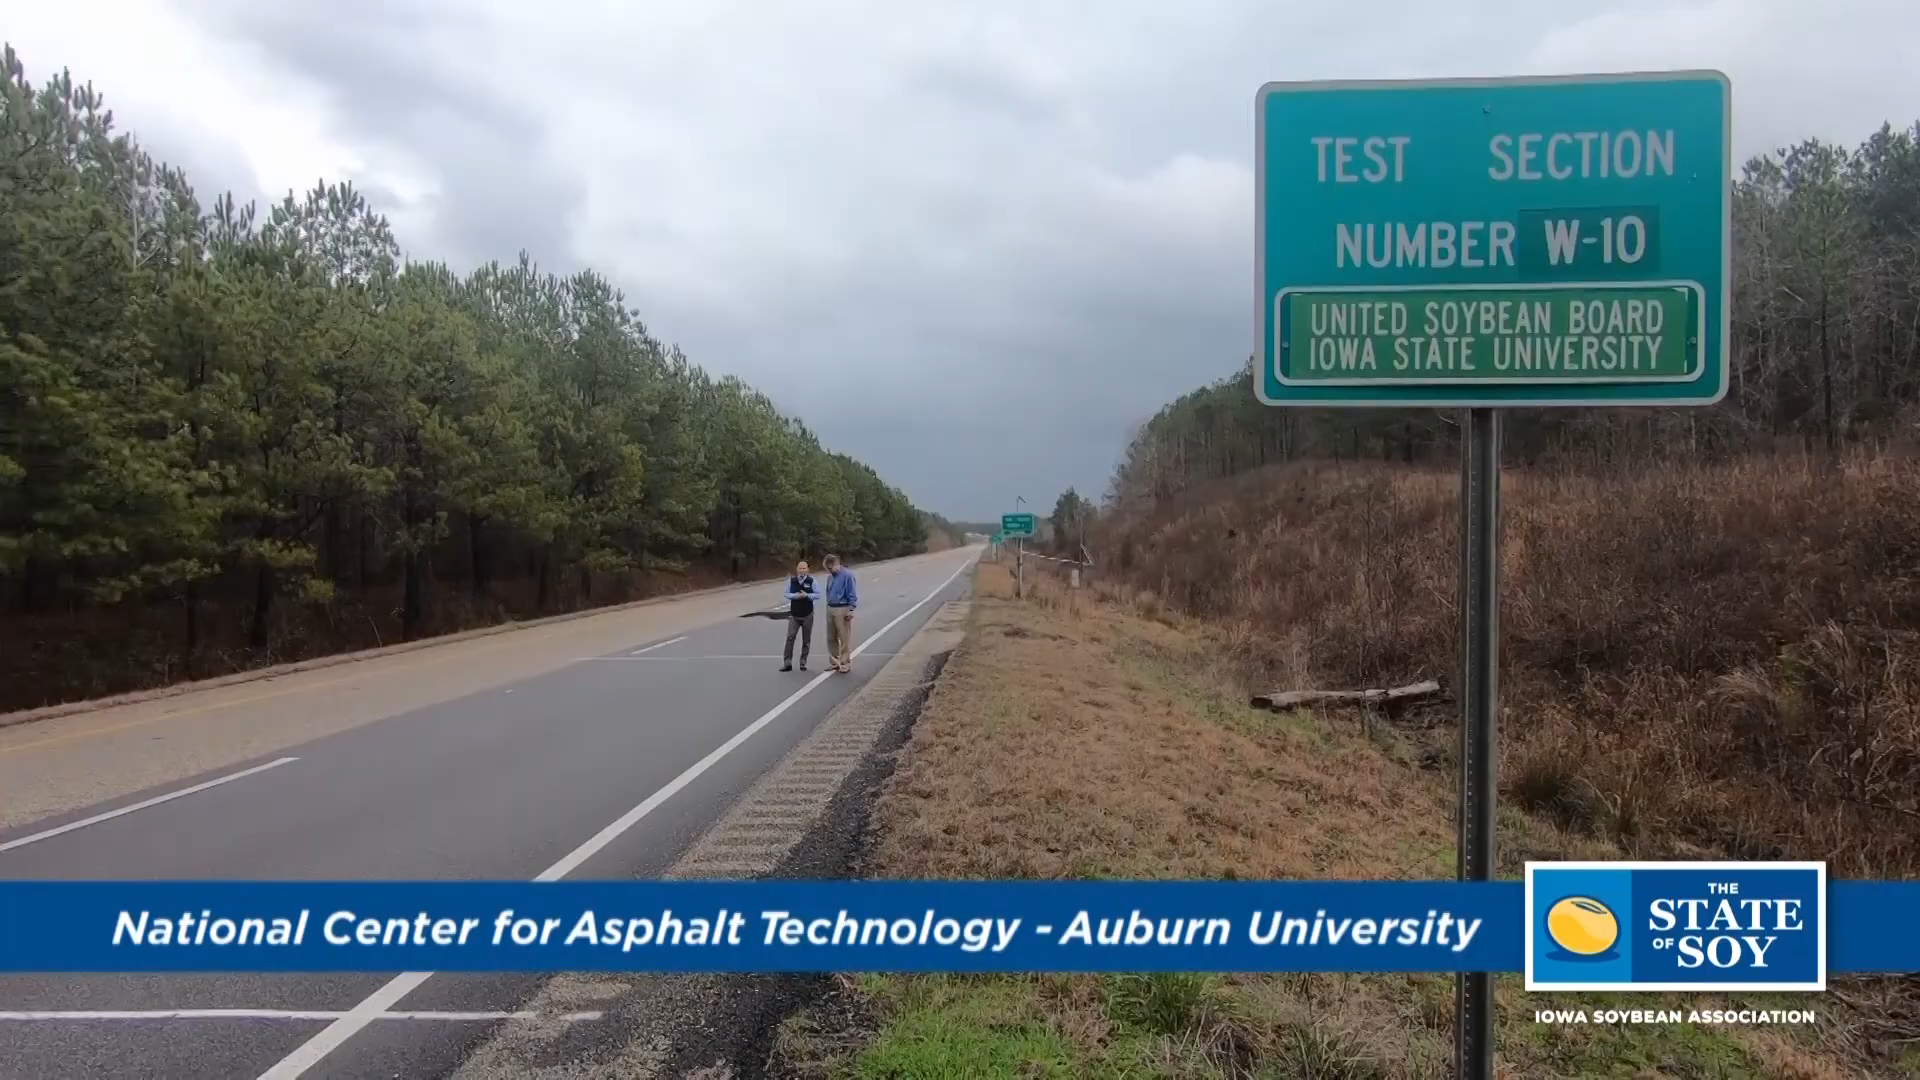 TEST SECTION
NUMBER W-10
UNITED SOYBEAN BOARD
IOWA STATE UNIVERSITY
National Center for Asphalt Technology - Auburn University
THE
STATE
OF SOY
IOWA SOYBEAN ASSOCIATION